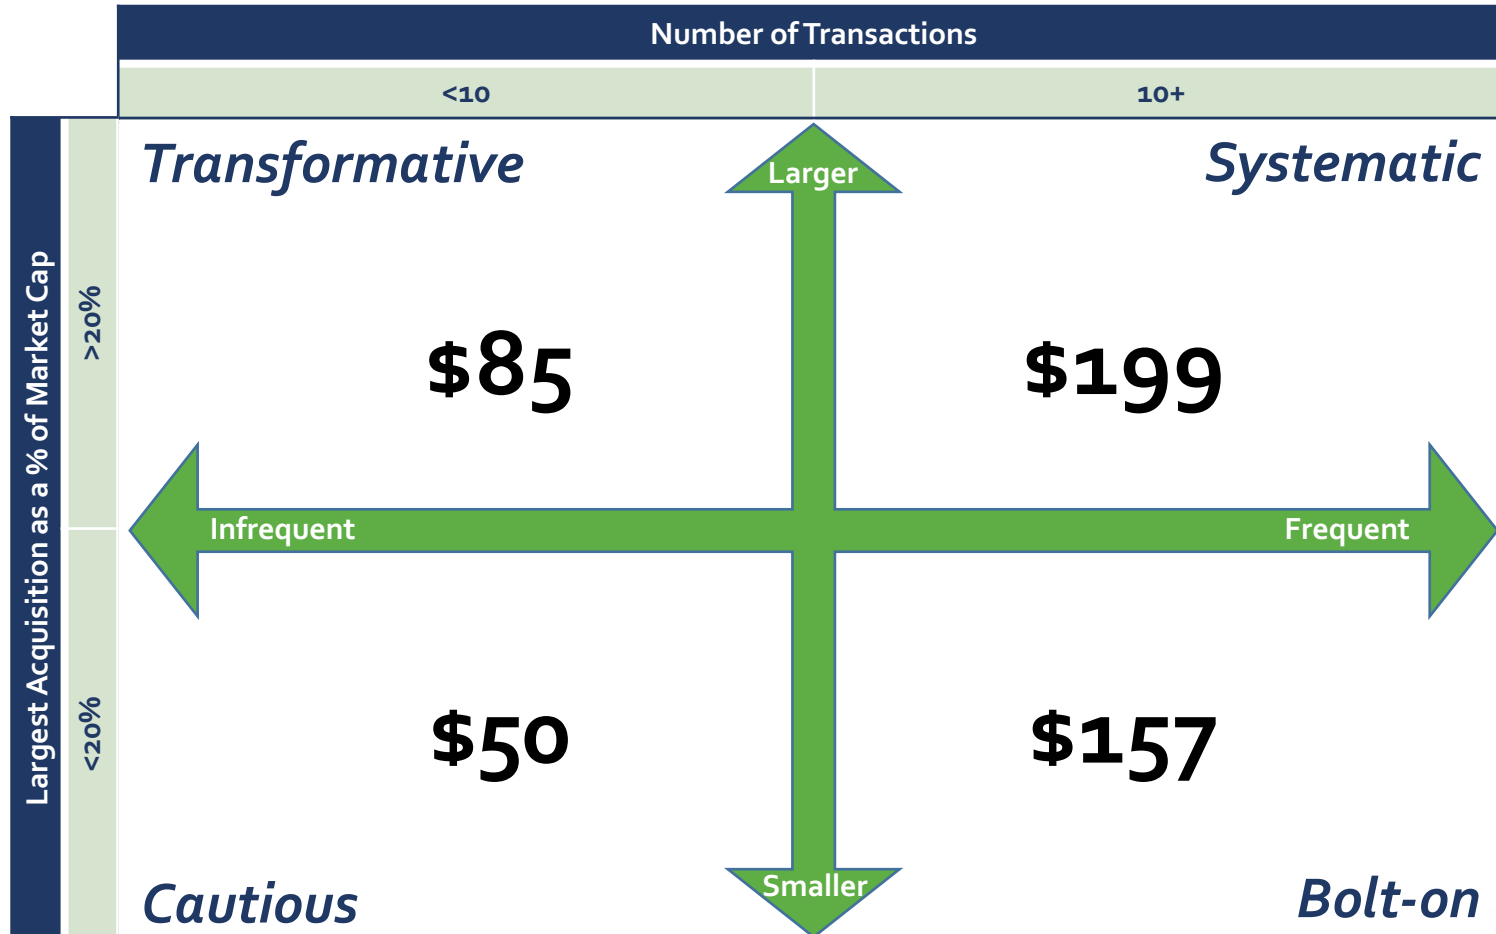 Number of Transactions
<10
10+
Largest Acquisition as a % of Market Cap
>20%
<20%
Transformative
Larger
Systematic
$85
$199
Infrequent
Frequent
$50
$157
Cautious
Smaller
Bolt-on